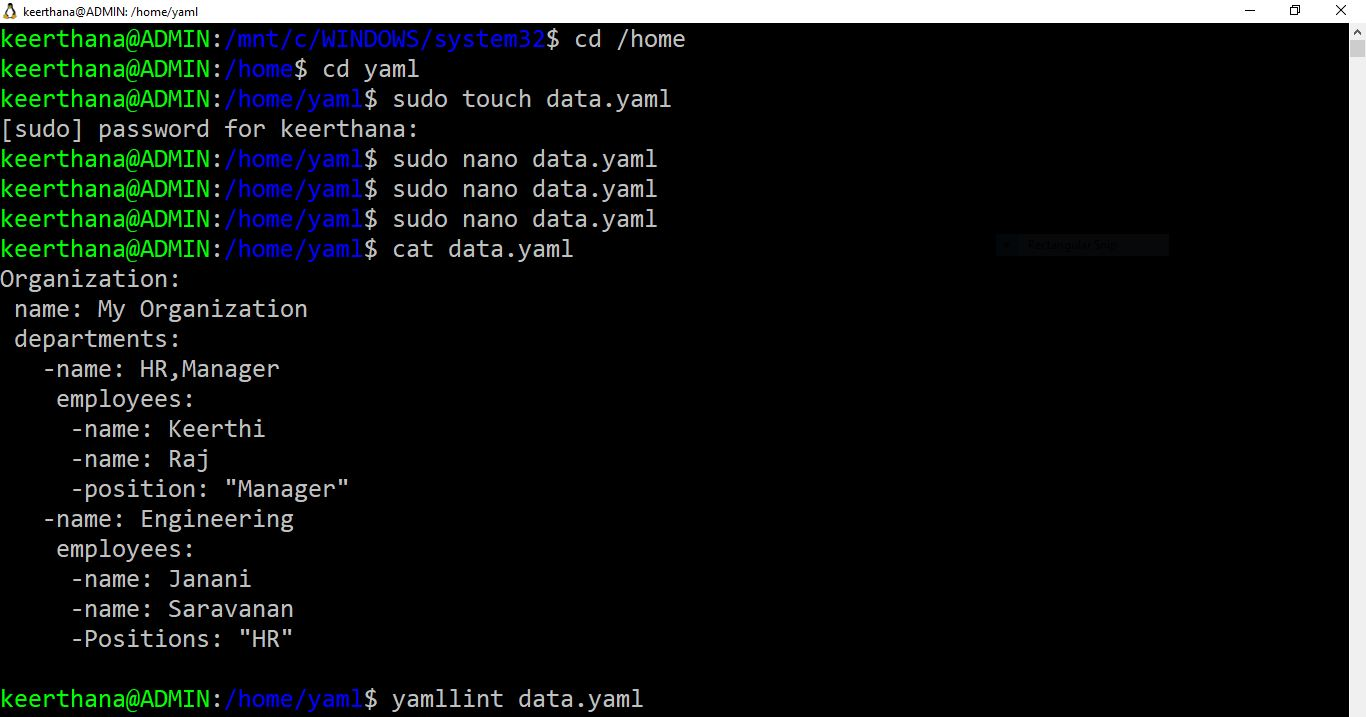 keerthana@ADMIN: /home/yaml
keerthana@ADMIN:/mnt/c/WINDOWS/system32$ cd /home
keerthana@ADMIN:/home$ cd yaml
keerthana@ADMIN:/home/yaml$ sudo touch data.yaml
[sudo] password for keerthana:
keerthana@ADMIN:/home/yaml$ sudo nano data.yaml
keerthana@ADMIN:/home/yaml$ sudo nano data.yaml
keerthana@ADMIN:/home/yaml$ sudo nano data.yaml
keerthana@ADMIN:/home/yaml$ cat data.yaml
Rectangular Snip
Organization:
 name: My Organization
 departments:
   -name: HR,Manager
    employees:
     -name: Keerthi
     -name: Raj
     -position: "Manager"
   -name: Engineering
    employees:
     -name: Janani
     -name: Saravanan
     -Positions: "HR"
keerthana@ADMIN:/home/yaml$ yamllint data.yaml